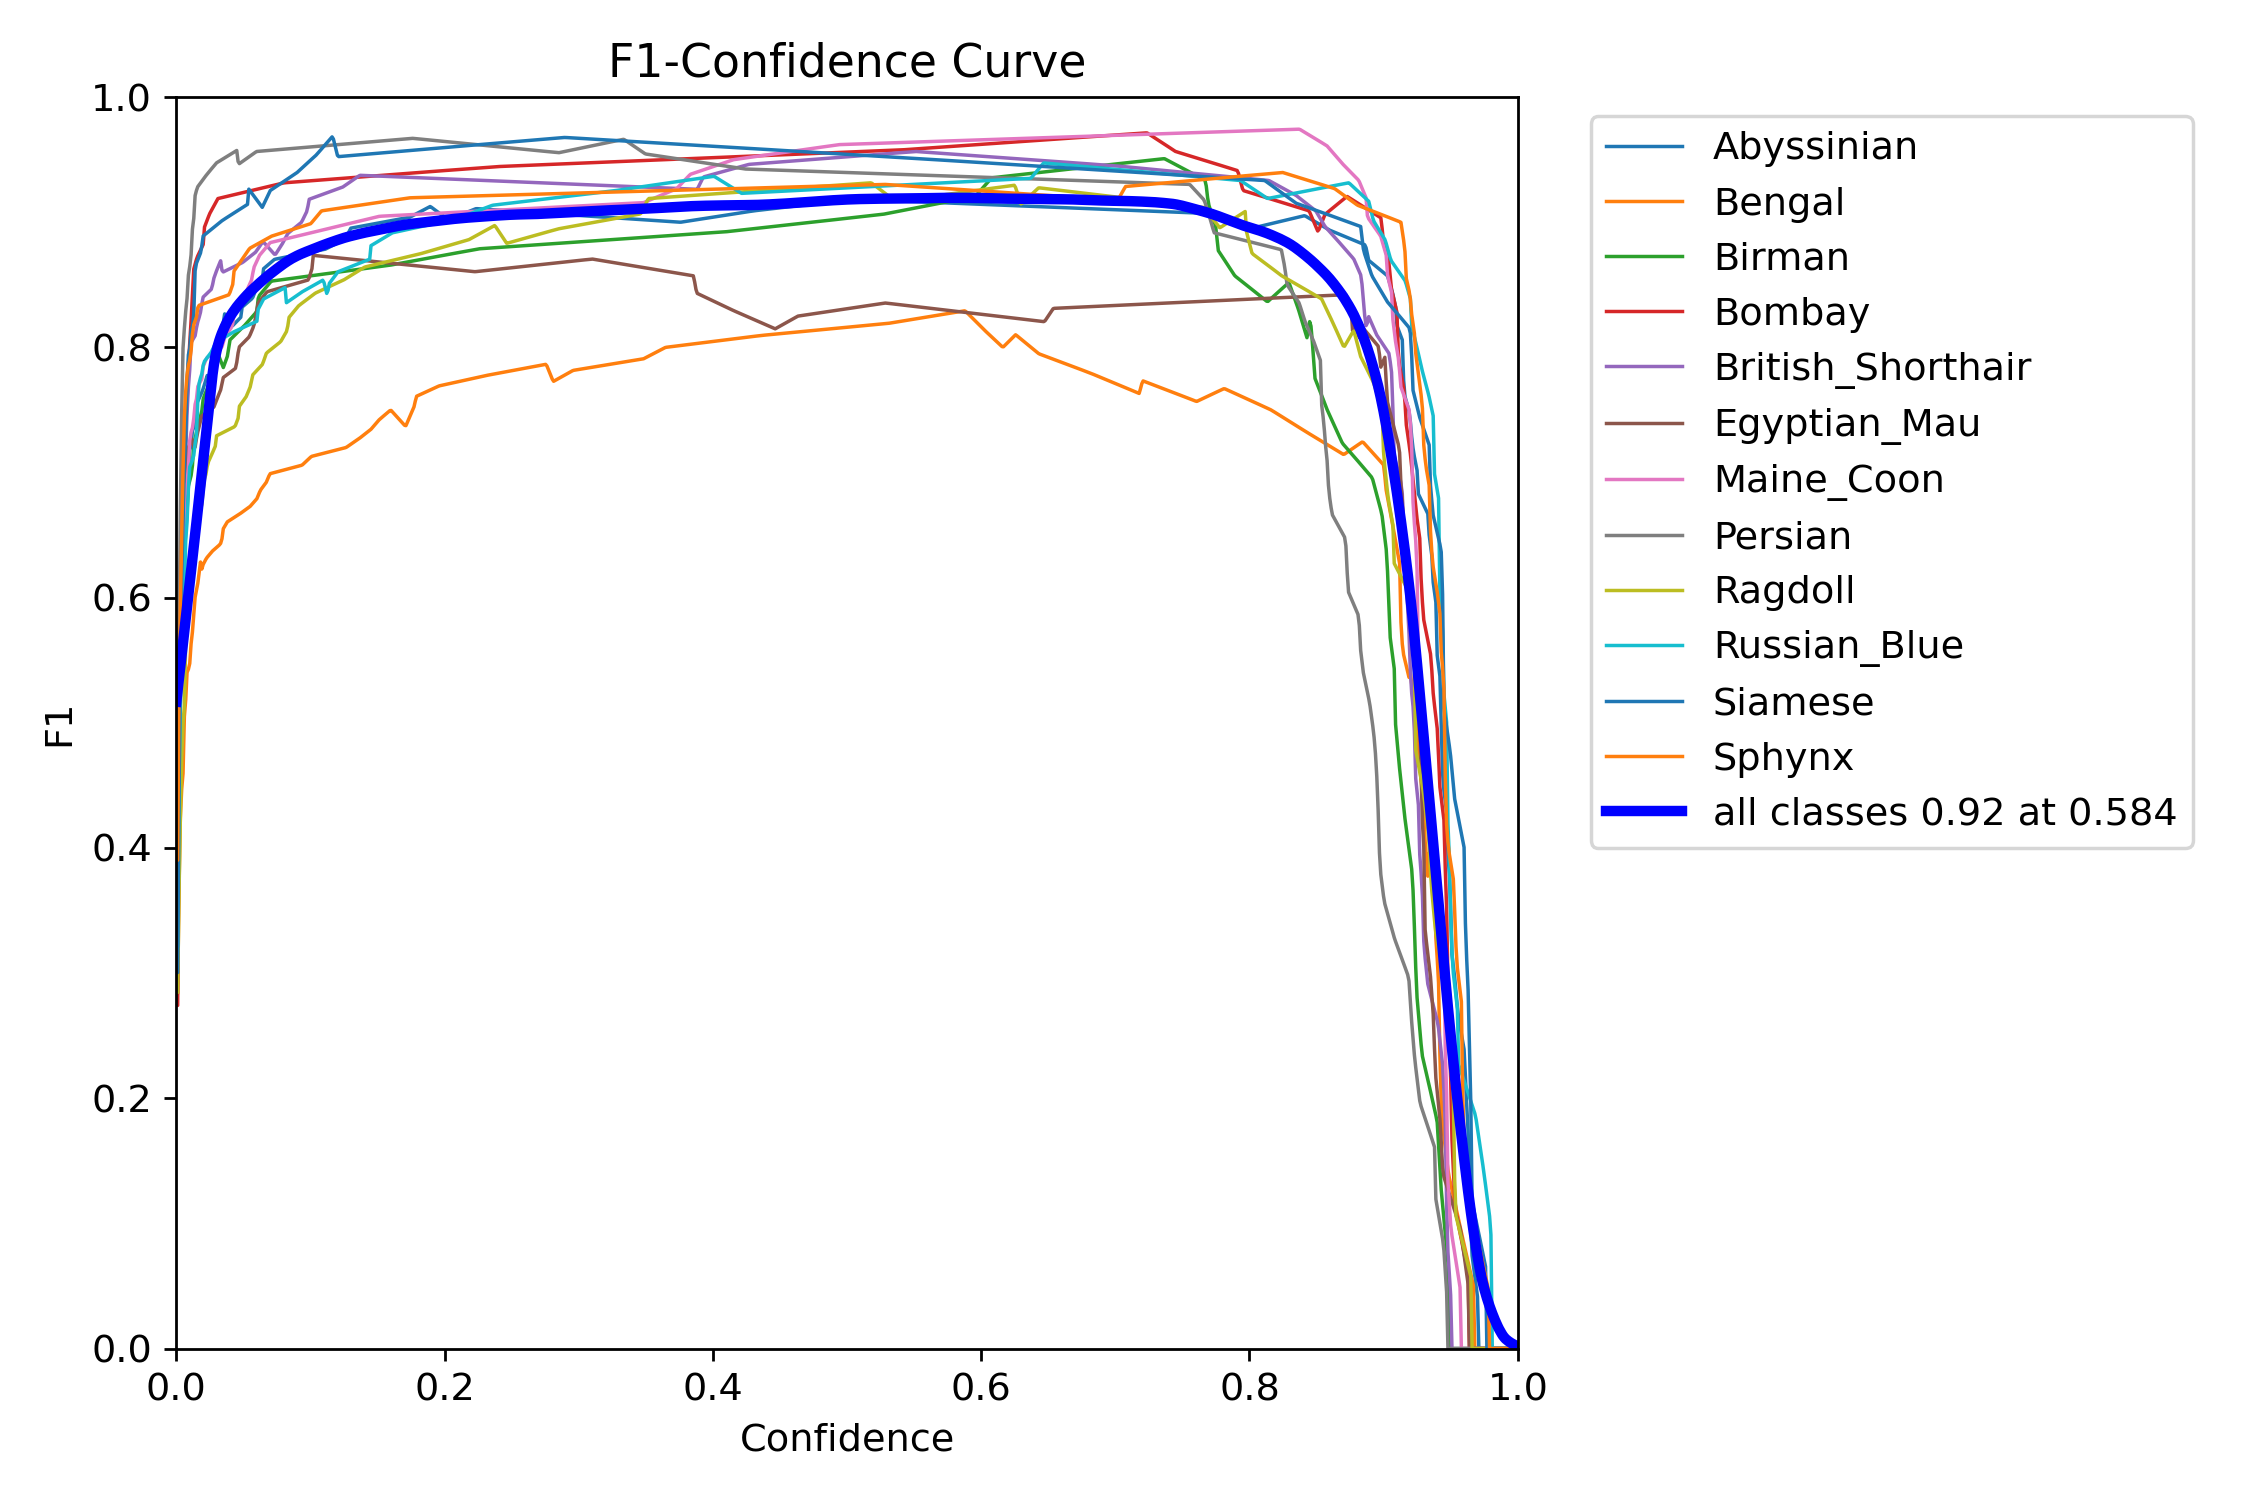 F1-Confidence Curve
1.0
0.8
0.6
0.4
0.2
0.0
F1
0.0 0.2 0.4 0.6 0.8 1.0
Confidence
Abyssinian
Bengal
Birman
Bombay
British_Shorthair
Egyptian_Mau
Maine_Coon
Persian
Ragdoll
Russian_Blue
Siamese
Sphynx
all classes 0.92 at 0.584